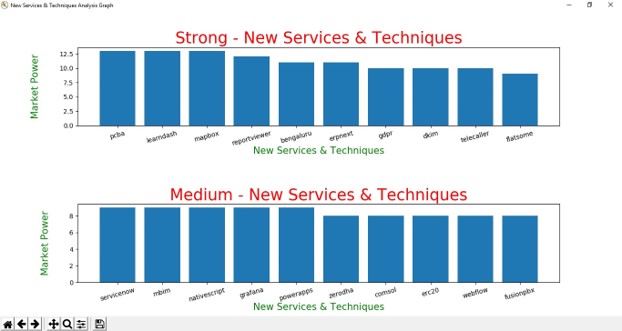 New Services & Techniques Analysis Graph
Strong - New Services & Techniques
Market Power
12.5
10.0
7.5
5.0
2.5
0.0
pcba learndash mapbox reportviewer bengaluru erpnext gdpr dkim telecaller flatsome
New Services & Techniques
Medium - New Services & Techniques
Market Power
8
6
4
2
0
servicenow mbim nativescript grafana powerapps zerodha comsol erc20 webflow fusionpbx
New Services & Techniques